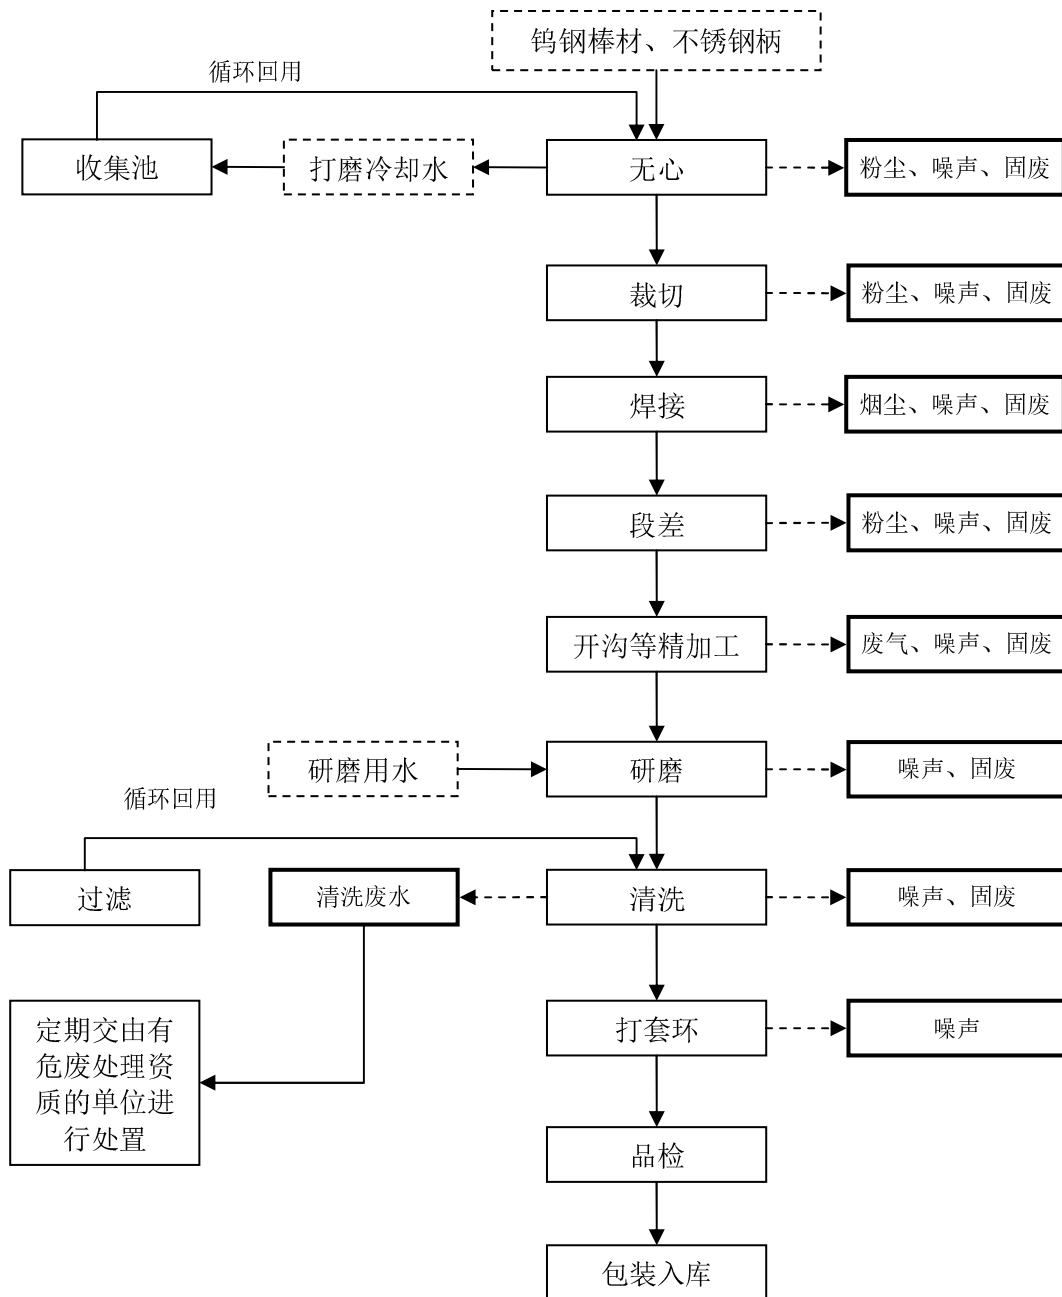 钨钢棒材、不锈钢柄
循环回用
收集池
打磨冷却水
无心
粉尘、噪声、固废
裁切
粉尘、噪声、固废
焊接
烟尘、噪声、固废
段差
粉尘、噪声、固废
开沟等精加工
废气、噪声、固废
研磨用水
研磨
噪声、固废
循环回用
过滤
清洗废水
清洗
噪声、固废
定期交由有
危废处理资
质的单位进
行处置
打套环
噪声
品检
包装入库